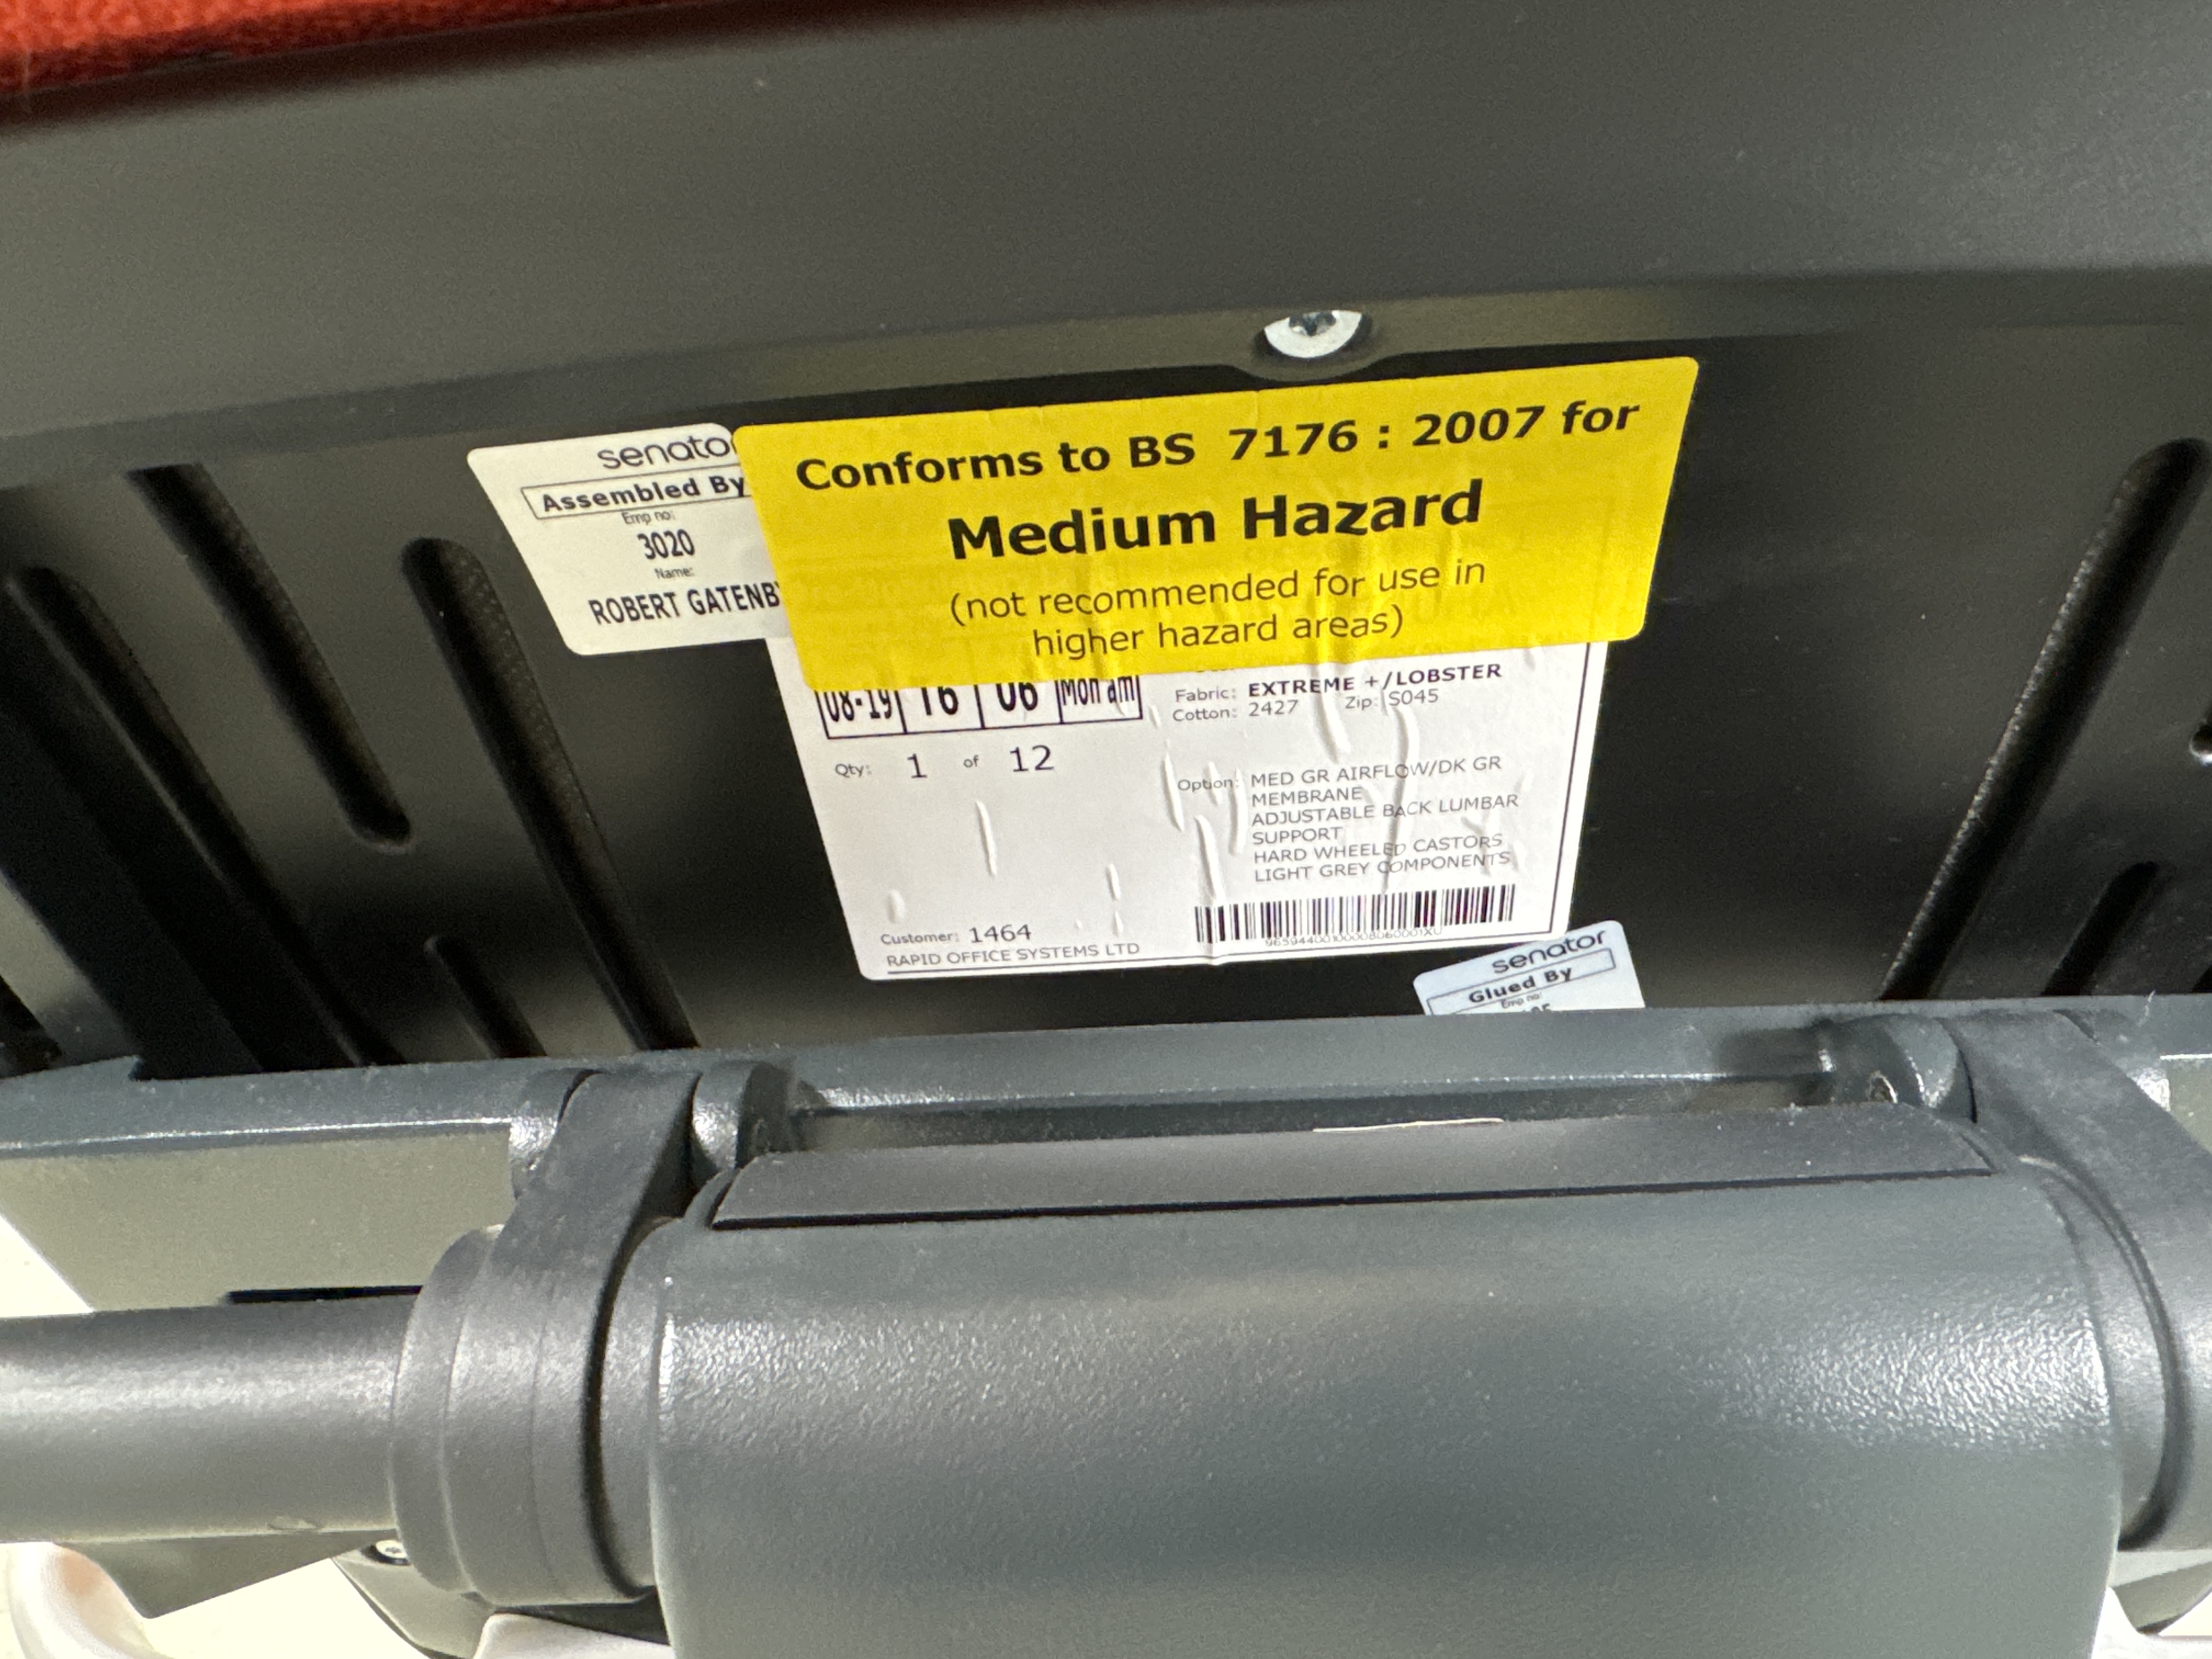 senator
Assembled By
Emp no:
3020
Name:
ROBERT GATENB
Conforms to BS 7176 : 2007 for
Medium Hazard
(not recommended for use in
higher hazard areas)
08-19 16 06 Mon am
Qty: 1 of 12
Customer: 1464
RAPID OFFICE SYSTEMS LTD
Fabric: EXTREME +/LOBSTER
Cotton: 2427 Zip: S045
Option: MED GR AIRFLOW/DK GR
MEMBRANE
ADJUSTABLE BACK LUMBAR
SUPPORT
HARD WHEELED CASTORS
LIGHT GREY COMPONENTS
senator
Glued By
Emp no: